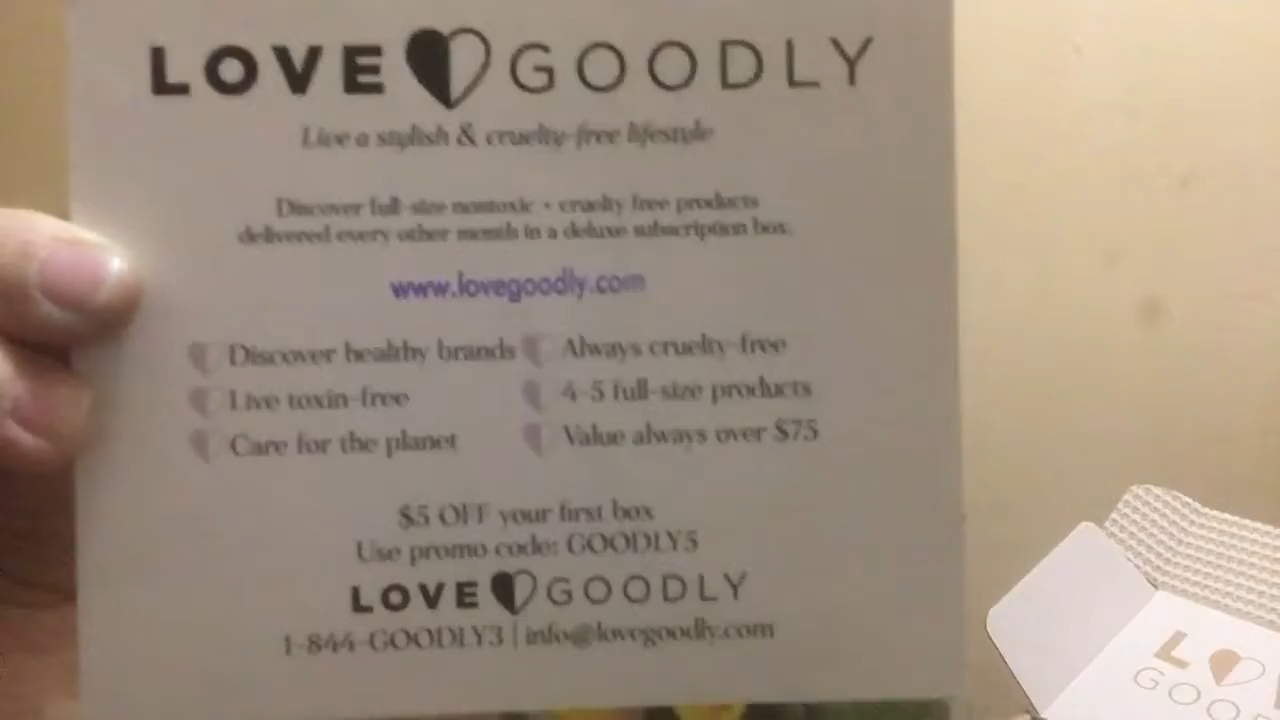 LOVE GOODLY
Live a stylish & cruelty-free lifestyle
Discover full-size nontoxic + cruelty free products
delivered every other month in a deluxe subscription box.
www.lovegoodly.com
Discover healthy brands
Live toxin-free
Care for the planet
Always cruelty-free
4-5 full-size products
Value always over $75
$5 OFF your first box
Use promo code: GOODLY5
LOVE GOODLY
1-844-GOODLY3 | info@lovegoodly.com